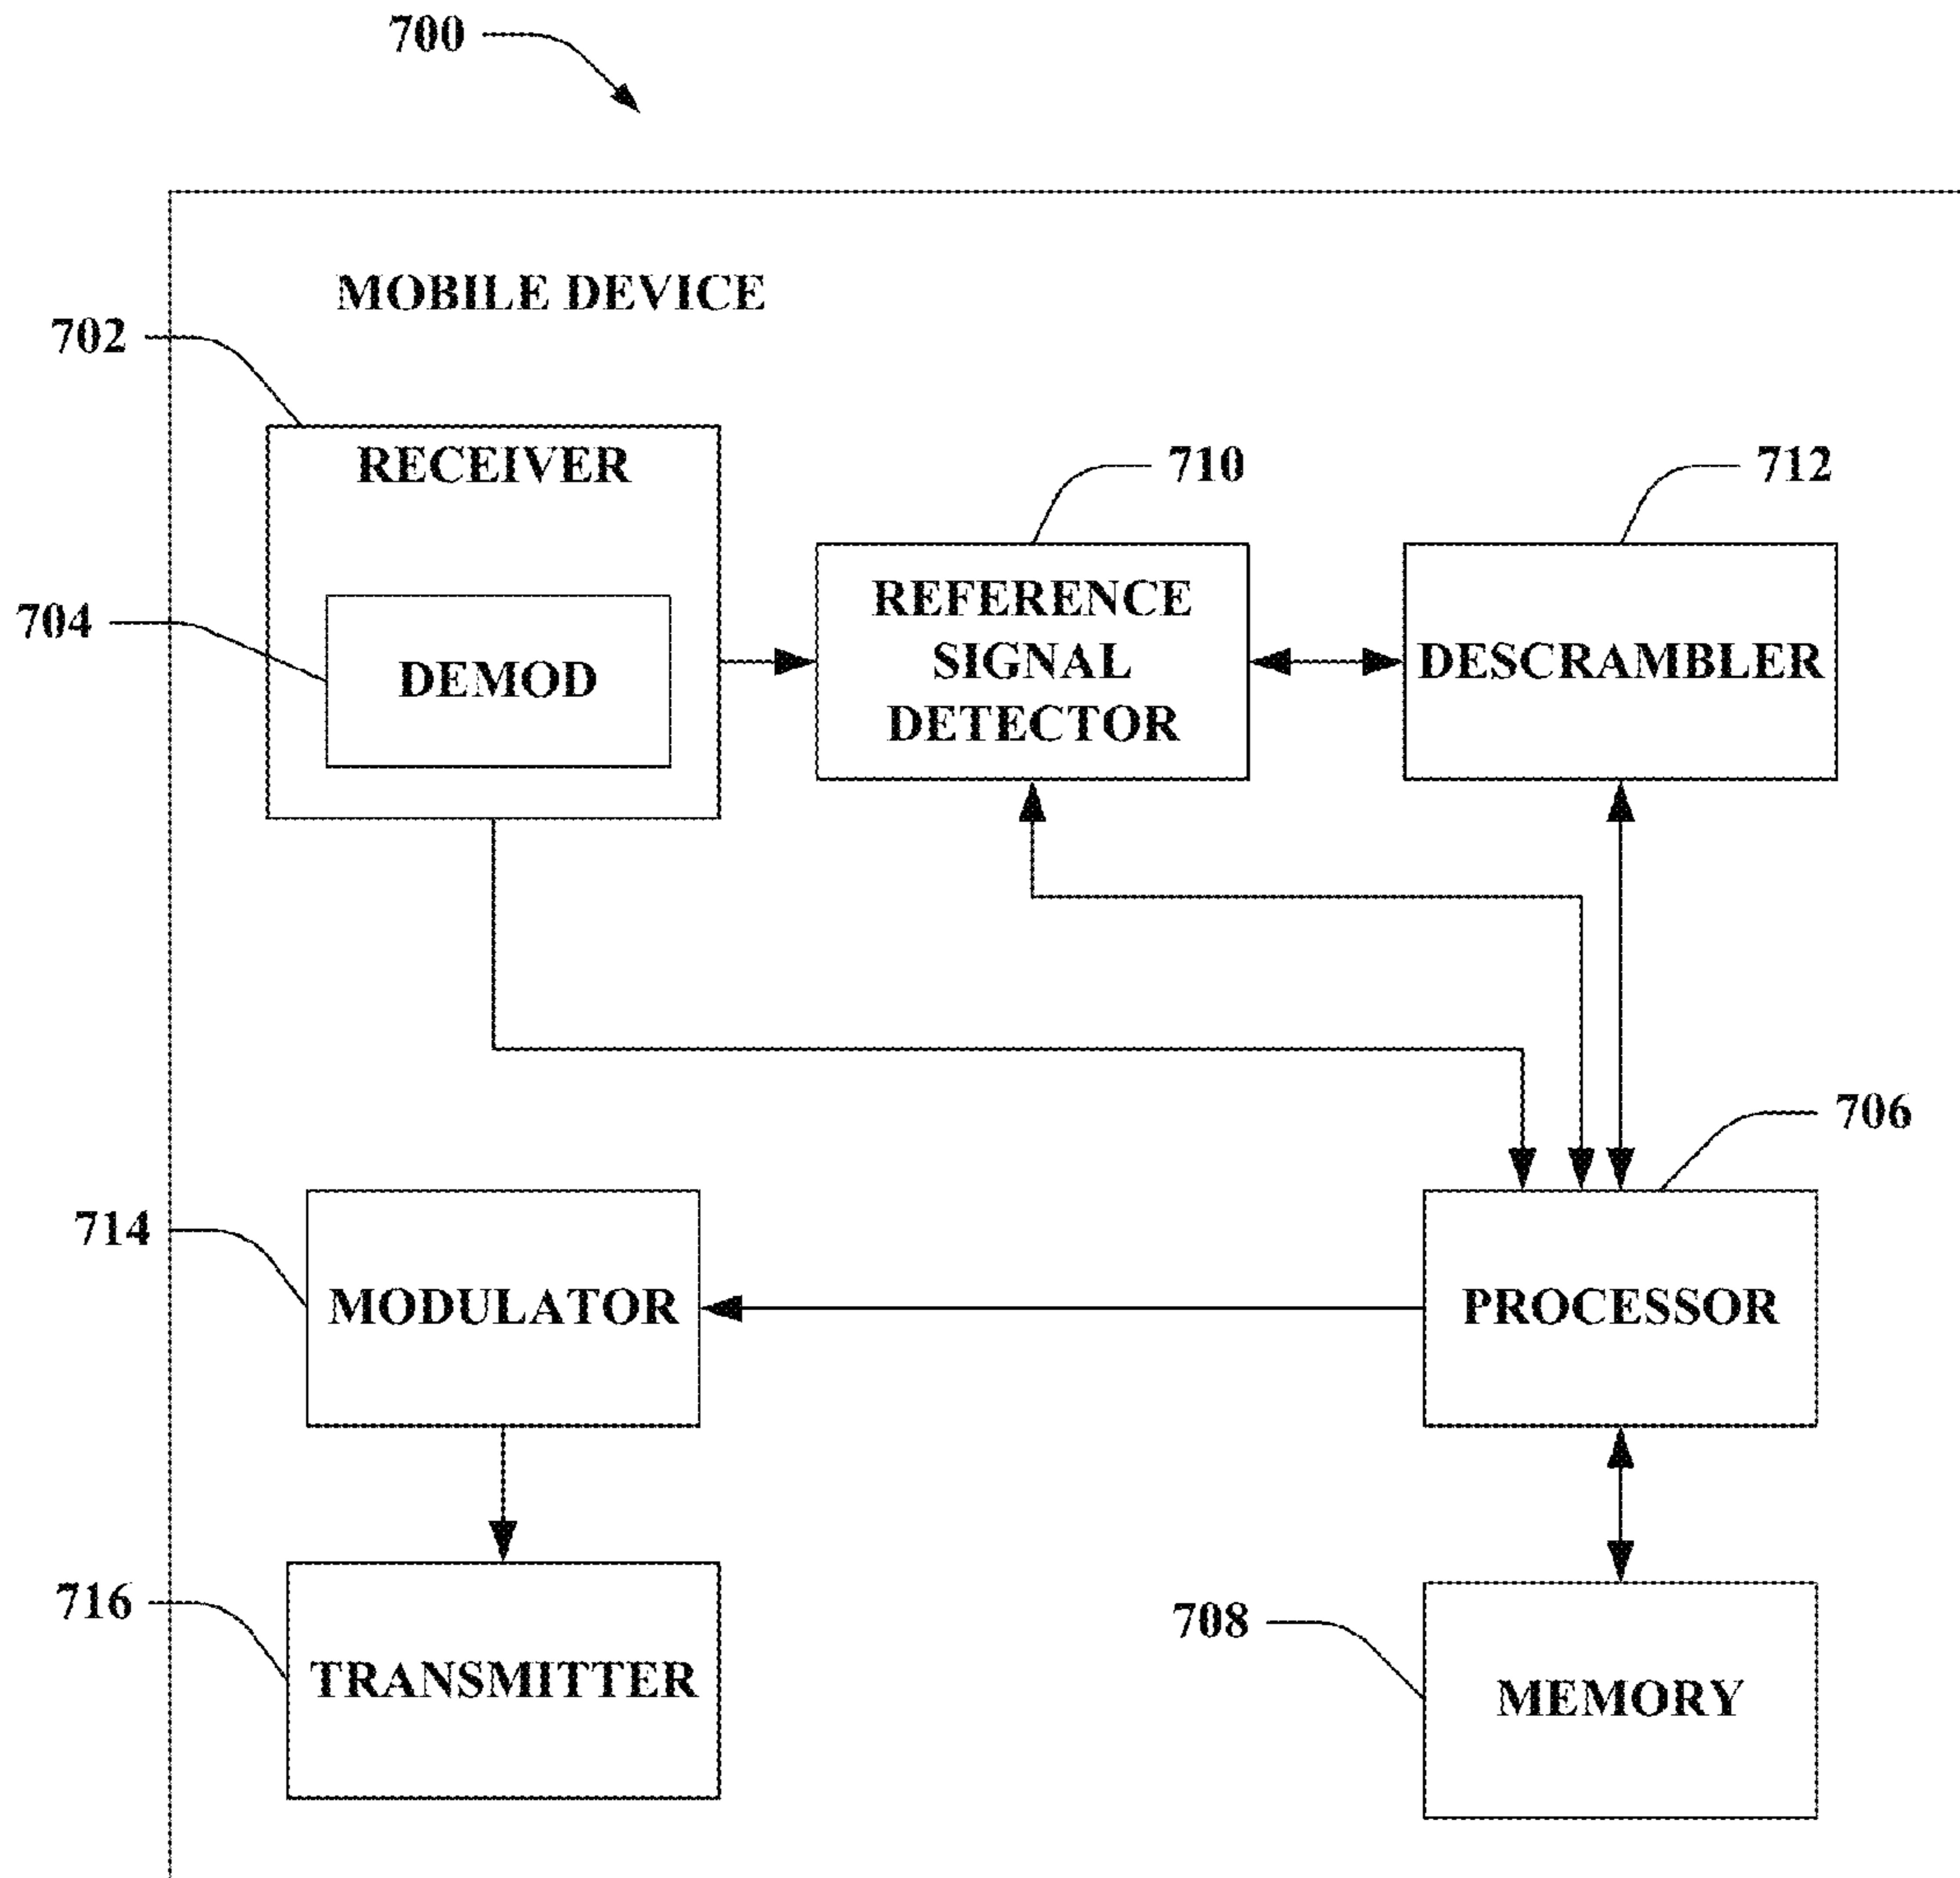 700
MOBILE DEVICE
702
RECEIVER
710
712
704
DEMOD
REFERENCE
SIGNAL
DETECTOR
DESCRAMBLER
706
714
MODULATOR
PROCESSOR
716
TRANSMITTER
708
MEMORY